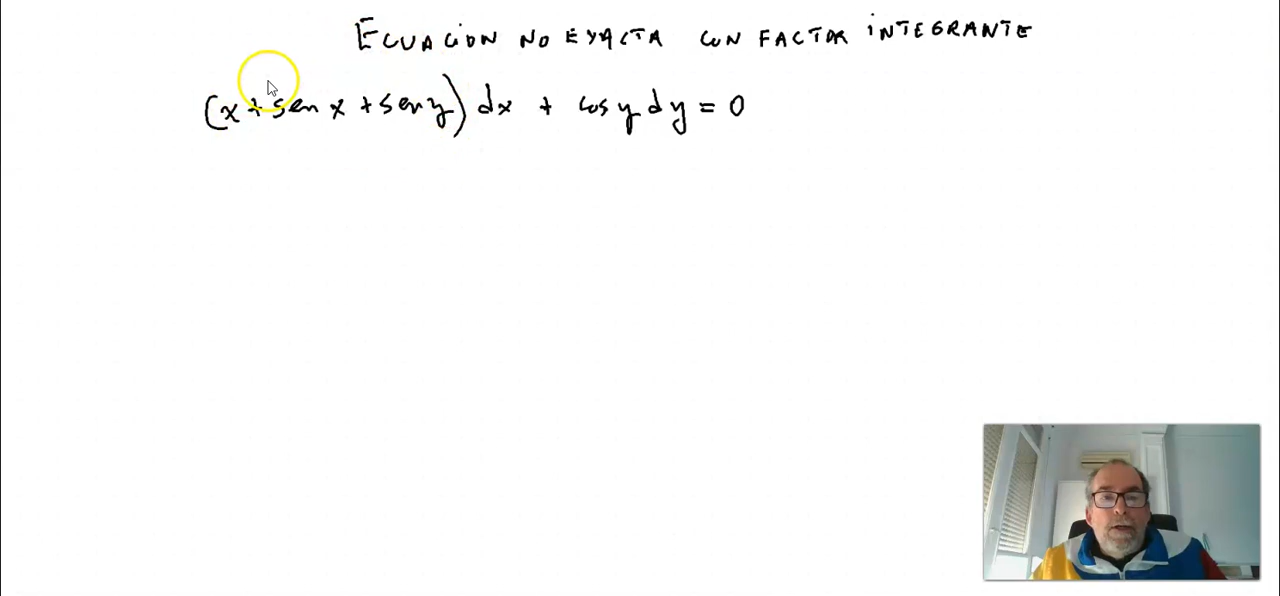 ECUACION NO EXACTA CON FACTOR INTEGRANTE
(x + sen x + sen y) dx + cos y dy = 0